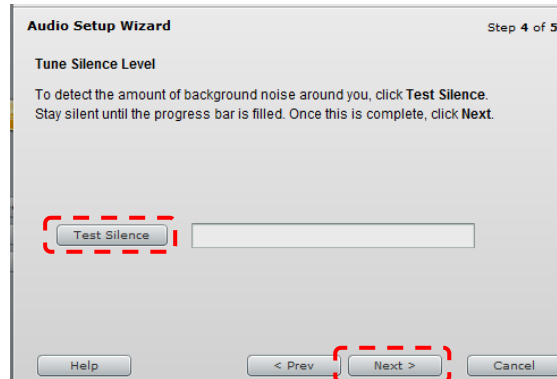 Audio Setup Wizard
Step 4 of 5
Tune Silence Level
To detect the amount of background noise around you, click Test Silence.
Stay silent until the progress bar is filled. Once this is complete, click Next.
Test Silence
Help
< Prev
Next >
Cancel